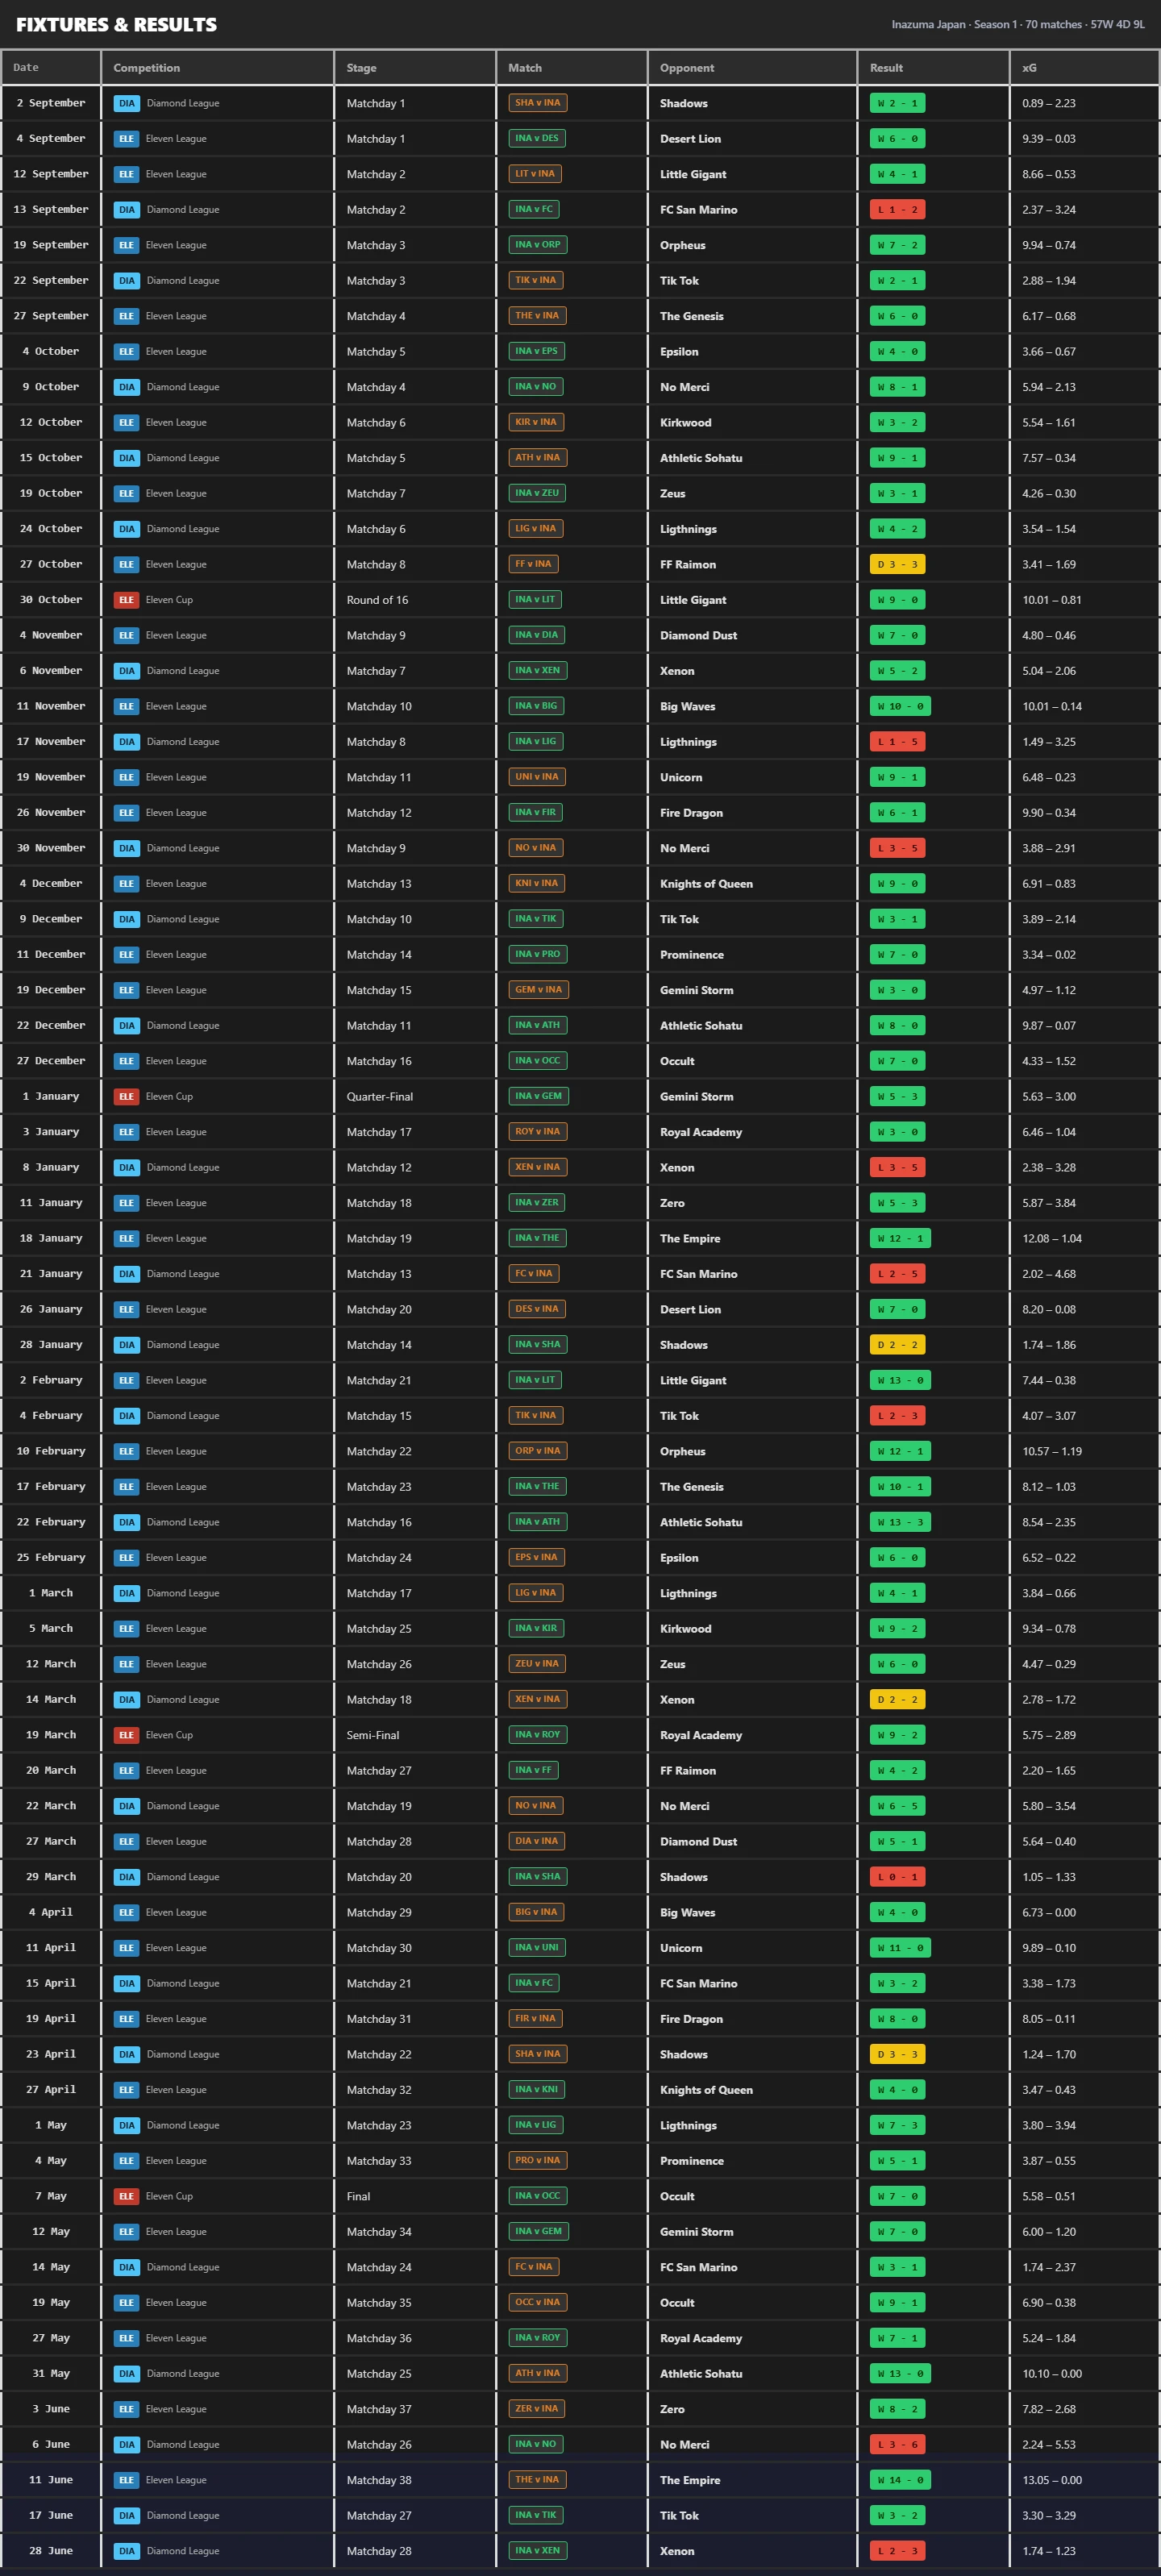 FIXTURES & RESULTS
Inazuma Japan · Season 1 · 70 matches · 57W 4D 9L
Date Competition Stage Match Opponent Result xG
2 September DIA Diamond League Matchday 1 SHA v INA Shadows W 2 - 1 0.89 – 2.23
4 September ELE Eleven League Matchday 1 INA v DES Desert Lion W 6 - 0 9.39 – 0.03
12 September ELE Eleven League Matchday 2 LIT v INA Little Gigant W 4 - 1 8.66 – 0.53
13 September DIA Diamond League Matchday 2 INA v FC FC San Marino L 1 - 2 2.37 – 3.24
19 September ELE Eleven League Matchday 3 INA v ORP Orpheus W 7 - 2 9.94 – 0.74
22 September DIA Diamond League Matchday 3 TIK v INA Tik Tok W 2 - 1 2.88 – 1.94
27 September ELE Eleven League Matchday 4 THE v INA The Genesis W 6 - 0 6.17 – 0.68
4 October ELE Eleven League Matchday 5 INA v EPS Epsilon W 4 - 0 3.66 – 0.67
9 October DIA Diamond League Matchday 4 INA v NO No Merci W 8 - 1 5.94 – 2.13
12 October ELE Eleven League Matchday 6 KIR v INA Kirkwood W 3 - 2 5.54 – 1.61
15 October DIA Diamond League Matchday 5 ATH v INA Athletic Sohatu W 9 - 1 7.57 – 0.34
19 October ELE Eleven League Matchday 7 INA v ZEU Zeus W 3 - 1 4.26 – 0.30
24 October DIA Diamond League Matchday 6 LIG v INA Ligthnings W 4 - 2 3.54 – 1.54
27 October ELE Eleven League Matchday 8 FF v INA FF Raimon D 3 - 3 3.41 – 1.69
30 October ELE Eleven Cup Round of 16 INA v LIT Little Gigant W 9 - 0 10.01 – 0.81
4 November ELE Eleven League Matchday 9 INA v DIA Diamond Dust W 7 - 0 4.80 – 0.46
6 November DIA Diamond League Matchday 7 INA v XEN Xenon W 5 - 2 5.04 – 2.06
11 November ELE Eleven League Matchday 10 INA v BIG Big Waves W 10 - 0 10.01 – 0.14
17 November DIA Diamond League Matchday 8 INA v LIG Ligthnings L 1 - 5 1.49 – 3.25
19 November ELE Eleven League Matchday 11 UNI v INA Unicorn W 9 - 1 6.48 – 0.23
26 November ELE Eleven League Matchday 12 INA v FIR Fire Dragon W 6 - 1 9.90 – 0.34
30 November DIA Diamond League Matchday 9 NO v INA No Merci L 3 - 5 3.88 – 2.91
4 December ELE Eleven League Matchday 13 KNI v INA Knights of Queen W 9 - 0 6.91 – 0.83
9 December DIA Diamond League Matchday 10 INA v TIK Tik Tok W 3 - 1 3.89 – 2.14
11 December ELE Eleven League Matchday 14 INA v PRO Prominence W 7 - 0 3.34 – 0.02
19 December ELE Eleven League Matchday 15 GEM v INA Gemini Storm W 3 - 0 4.97 – 1.12
22 December DIA Diamond League Matchday 11 INA v ATH Athletic Sohatu W 8 - 0 9.87 – 0.07
27 December ELE Eleven League Matchday 16 INA v OCC Occult W 7 - 0 4.33 – 1.52
1 January ELE Eleven Cup Quarter-Final INA v GEM Gemini Storm W 5 - 3 5.63 – 3.00
3 January ELE Eleven League Matchday 17 ROY v INA Royal Academy W 3 - 0 6.46 – 1.04
8 January DIA Diamond League Matchday 12 XEN v INA Xenon L 3 - 5 2.38 – 3.28
11 January ELE Eleven League Matchday 18 INA v ZER Zero W 5 - 3 5.87 – 3.84
18 January ELE Eleven League Matchday 19 INA v THE The Empire W 12 - 1 12.08 – 1.04
21 January DIA Diamond League Matchday 13 FC v INA FC San Marino L 2 - 5 2.02 – 4.68
26 January ELE Eleven League Matchday 20 DES v INA Desert Lion W 7 - 0 8.20 – 0.08
28 January DIA Diamond League Matchday 14 INA v SHA Shadows D 2 - 2 1.74 – 1.86
2 February ELE Eleven League Matchday 21 INA v LIT Little Gigant W 13 - 0 7.44 – 0.38
4 February DIA Diamond League Matchday 15 TIK v INA Tik Tok L 2 - 3 4.07 – 3.07
10 February ELE Eleven League Matchday 22 ORP v INA Orpheus W 12 - 1 10.57 – 1.19
17 February ELE Eleven League Matchday 23 INA v THE The Genesis W 10 - 1 8.12 – 1.03
22 February DIA Diamond League Matchday 16 INA v ATH Athletic Sohatu W 13 - 3 8.54 – 2.35
25 February ELE Eleven League Matchday 24 EPS v INA Epsilon W 6 - 0 6.52 – 0.22
1 March DIA Diamond League Matchday 17 LIG v INA Ligthnings W 4 - 1 3.84 – 0.66
5 March ELE Eleven League Matchday 25 INA v KIR Kirkwood W 9 - 2 9.34 – 0.78
12 March ELE Eleven League Matchday 26 ZEU v INA Zeus W 6 - 0 4.47 – 0.29
14 March DIA Diamond League Matchday 18 XEN v INA Xenon D 2 - 2 2.78 – 1.72
19 March ELE Eleven Cup Semi-Final INA v ROY Royal Academy W 9 - 2 5.75 – 2.89
20 March ELE Eleven League Matchday 27 INA v FF FF Raimon W 4 - 2 2.20 – 1.65
22 March DIA Diamond League Matchday 19 NO v INA No Merci W 6 - 5 5.80 – 3.54
27 March ELE Eleven League Matchday 28 DIA v INA Diamond Dust W 5 - 1 5.64 – 0.40
29 March DIA Diamond League Matchday 20 INA v SHA Shadows L 0 - 1 1.05 – 1.33
4 April ELE Eleven League Matchday 29 BIG v INA Big Waves W 4 - 0 6.73 – 0.00
11 April ELE Eleven League Matchday 30 INA v UNI Unicorn W 11 - 0 9.89 – 0.10
15 April DIA Diamond League Matchday 21 INA v FC FC San Marino W 3 - 2 3.38 – 1.73
19 April ELE Eleven League Matchday 31 FIR v INA Fire Dragon W 8 - 0 8.05 – 0.11
23 April DIA Diamond League Matchday 22 SHA v INA Shadows D 3 - 3 1.24 – 1.70
27 April ELE Eleven League Matchday 32 INA v KNI Knights of Queen W 4 - 0 3.47 – 0.43
1 May DIA Diamond League Matchday 23 INA v LIG Ligthnings W 7 - 3 3.80 – 3.94
4 May ELE Eleven League Matchday 33 PRO v INA Prominence W 5 - 1 3.87 – 0.55
7 May ELE Eleven Cup Final INA v OCC Occult W 7 - 0 5.58 – 0.51
12 May ELE Eleven League Matchday 34 INA v GEM Gemini Storm W 7 - 0 6.00 – 1.20
14 May DIA Diamond League Matchday 24 FC v INA FC San Marino W 3 - 1 1.74 – 2.37
19 May ELE Eleven League Matchday 35 OCC v INA Occult W 9 - 1 6.90 – 0.38
27 May ELE Eleven League Matchday 36 INA v ROY Royal Academy W 7 - 1 5.24 – 1.84
31 May DIA Diamond League Matchday 25 ATH v INA Athletic Sohatu W 13 - 0 10.10 – 0.00
3 June ELE Eleven League Matchday 37 ZER v INA Zero W 8 - 2 7.82 – 2.68
6 June DIA Diamond League Matchday 26 INA v NO No Merci L 3 - 6 2.24 – 5.53
11 June ELE Eleven League Matchday 38 THE v INA The Empire W 14 - 0 13.05 – 0.00
17 June DIA Diamond League Matchday 27 INA v TIK Tik Tok W 3 - 2 3.30 – 3.29
28 June DIA Diamond League Matchday 28 INA v XEN Xenon L 2 - 3 1.74 – 1.23